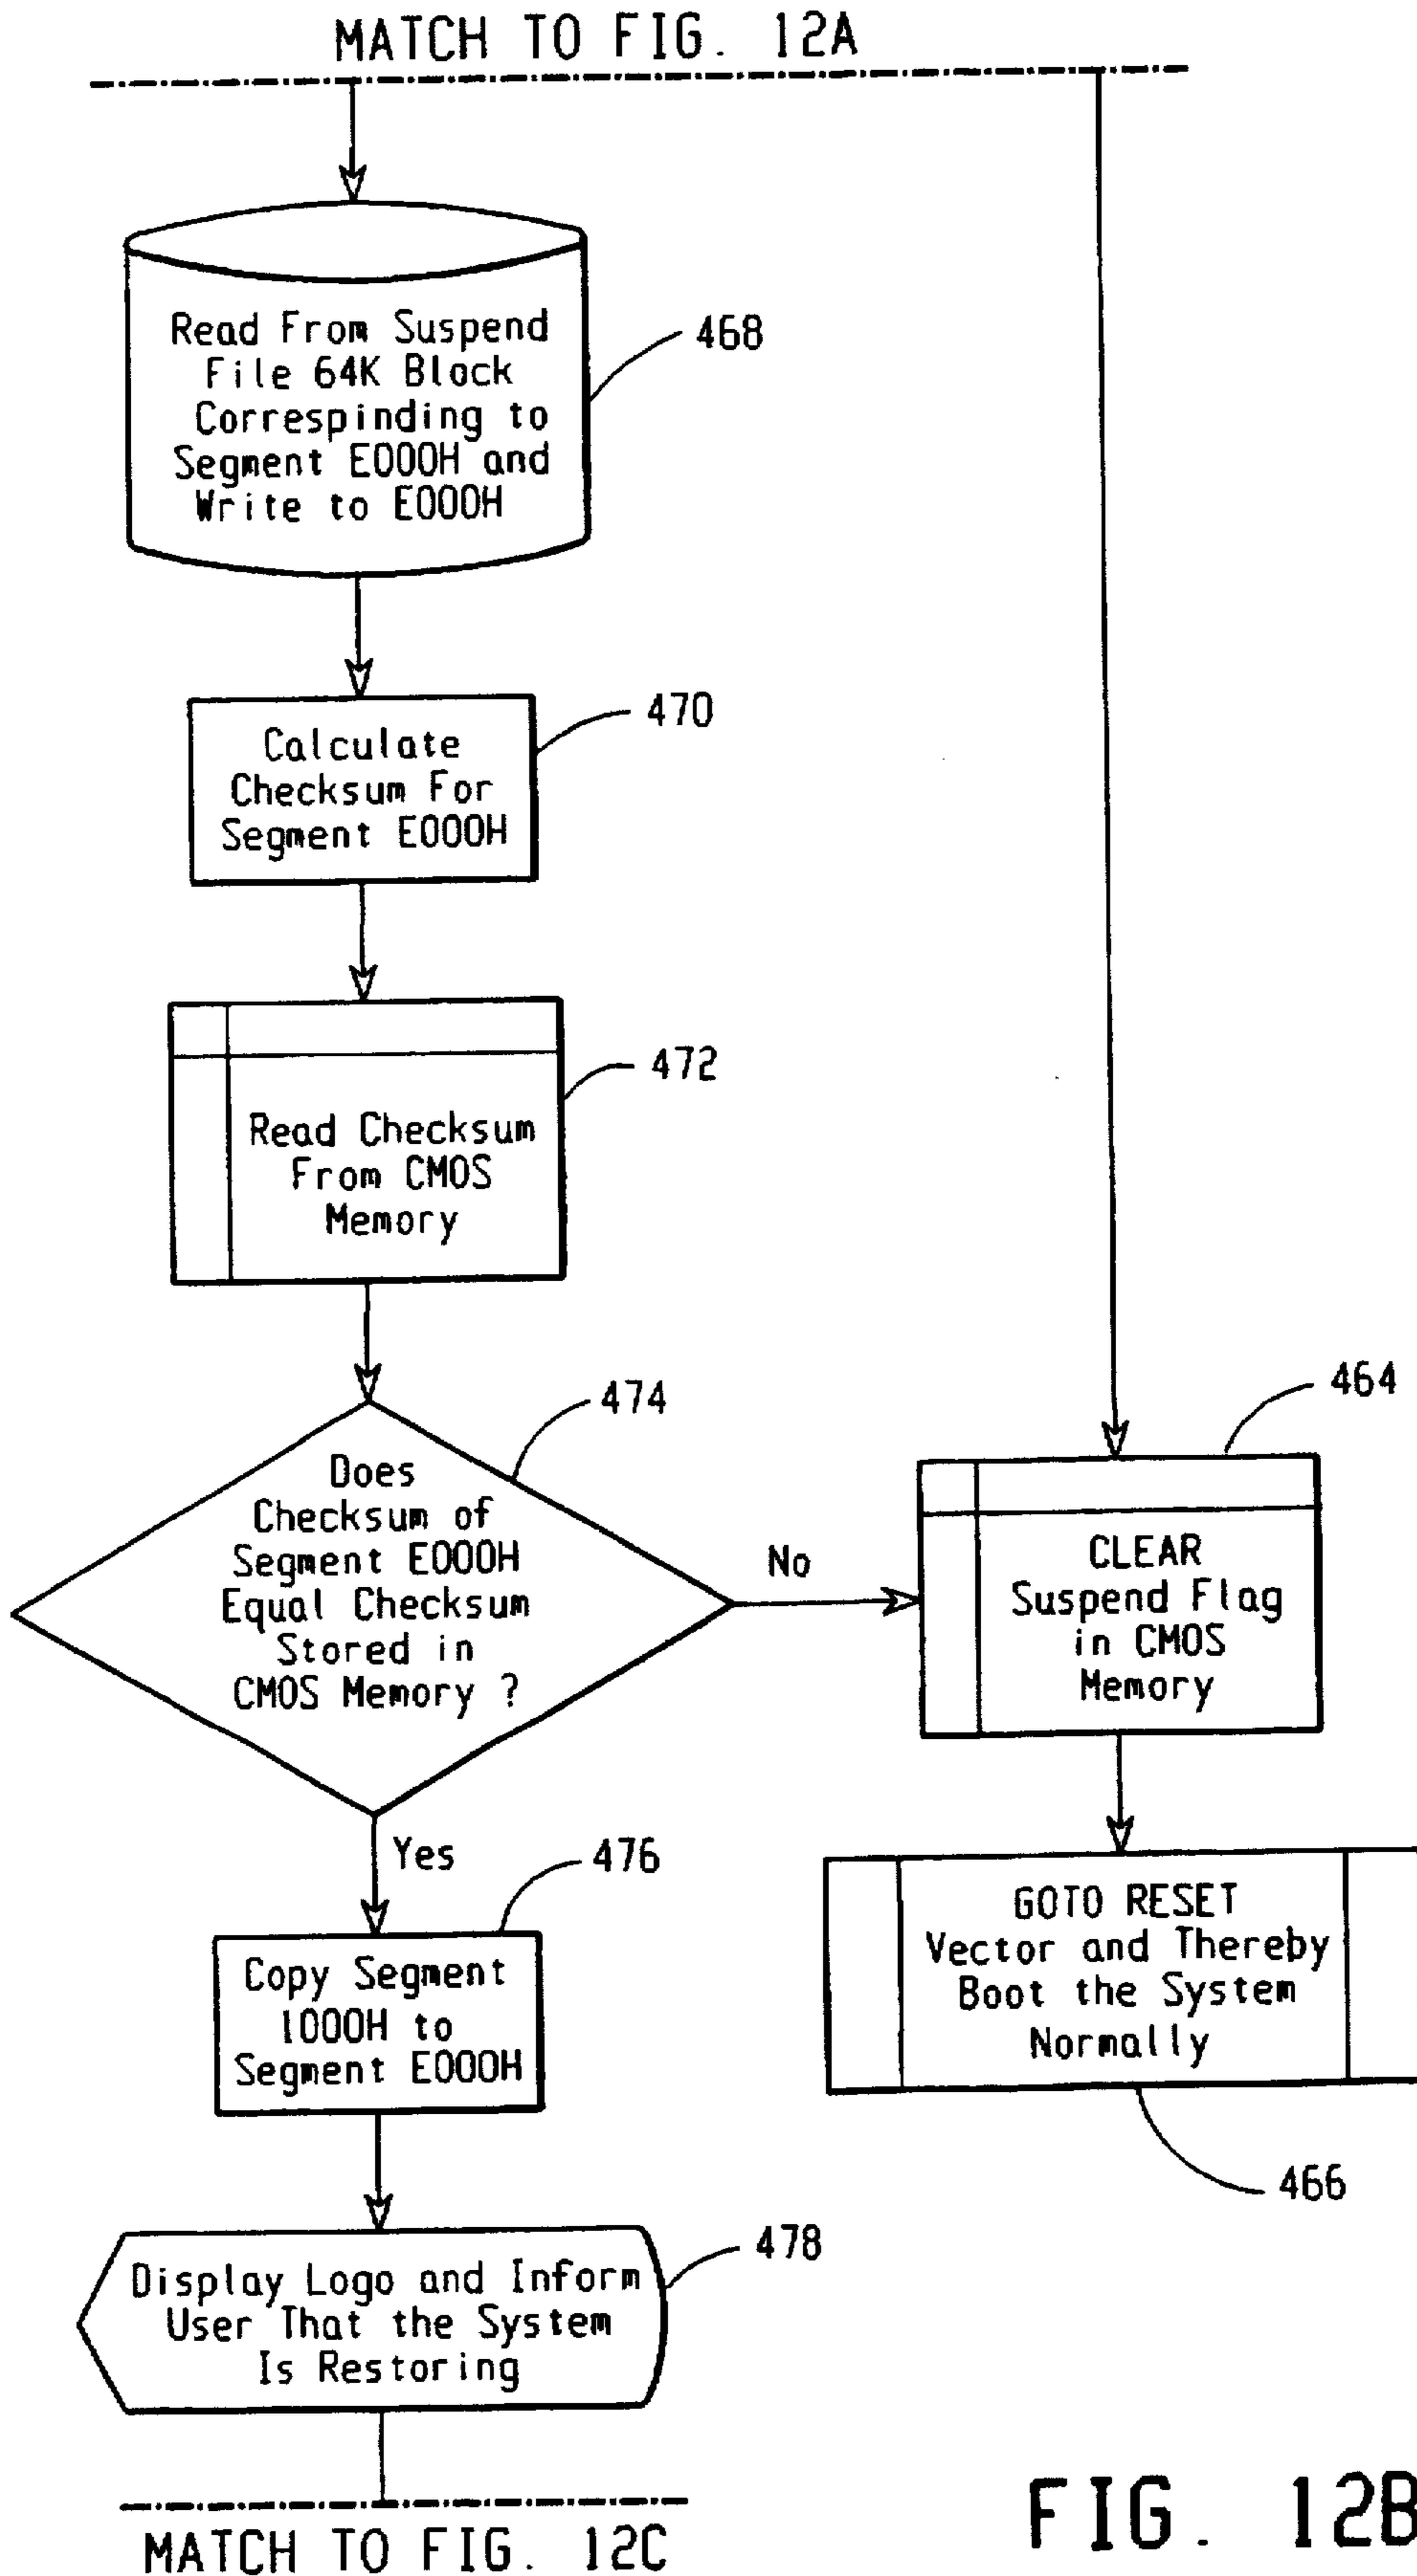 MATCH TO FIG. 12A
Read From Suspend
File 64K Block
Correspinding to
Segment E000H and
Write to E000H
468
Calculate
Checksum For
Segment E000H
470
Read Checksum
From CMOS
Memory
472
Does
Checksum of
Segment E000H
Equal Checksum
Stored in
CMOS Memory ?
474
No
Yes
CLEAR
Suspend Flag
in CMOS
Memory
464
GOTO RESET
Vector and Thereby
Boot the System
Normally
466
Copy Segment
1000H to
Segment E000H
476
Display Logo and Inform
User That the System
Is Restoring
478
MATCH TO FIG. 12C
FIG. 12B